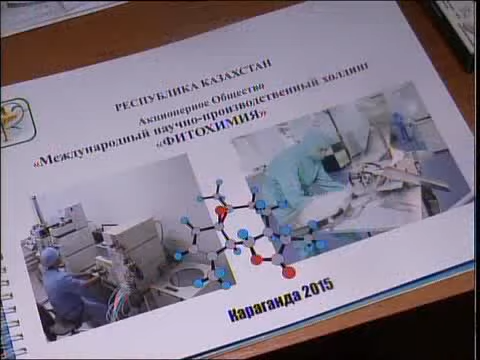 РЕСПУБЛИКА КАЗАХСТАН
Акционерное Общество
«Международный научно-производственный холдинг
«ФИТОХИМИЯ»
Караганда 2015